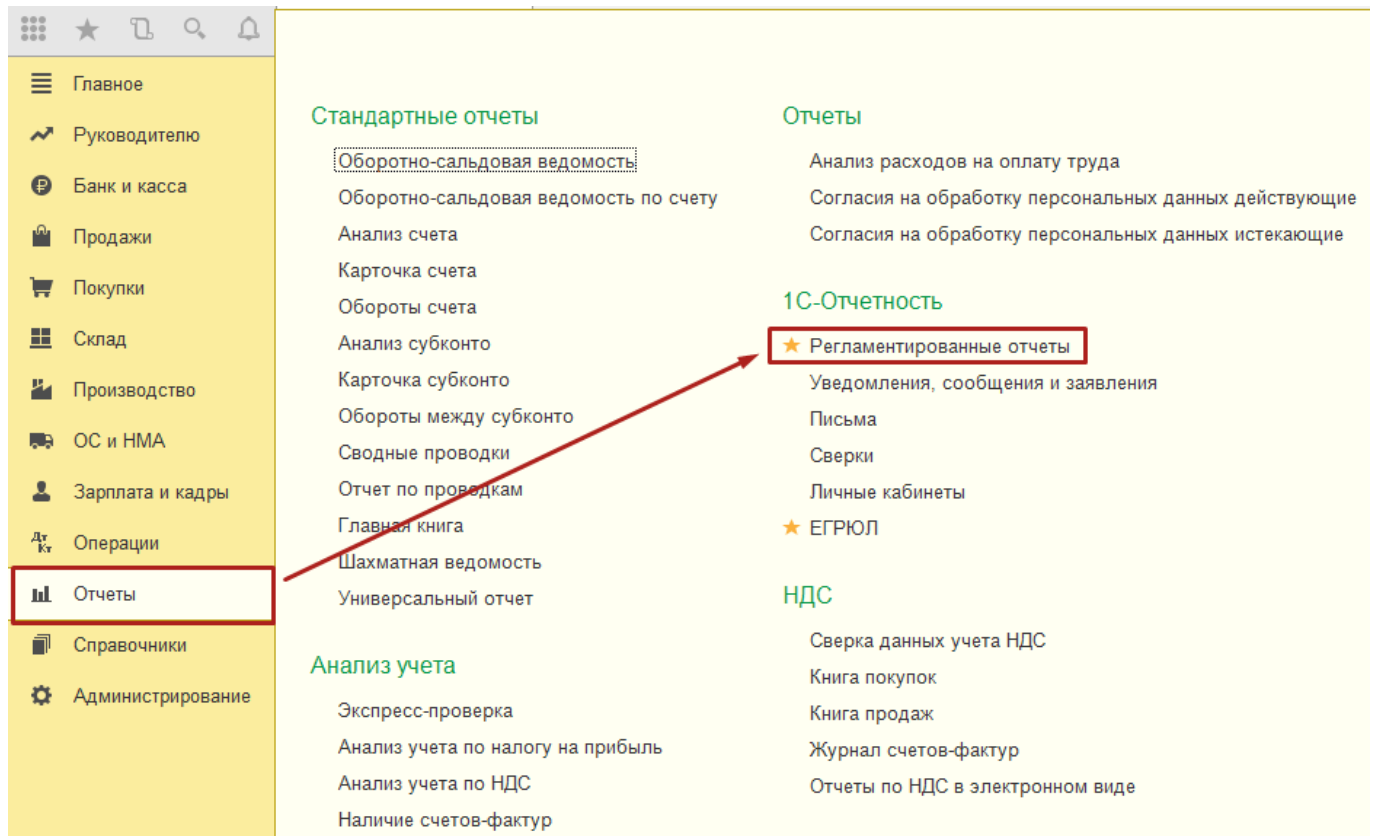 Главное
Руководителю
Банк и касса
Продажи
Покупки
Склад
Производство
ОС и НМА
Зарплата и кадры
Дт Кт Операции
Отчеты
Справочники
Администрирование
Стандартные отчеты
Оборотно-сальдовая ведомость
Оборотно-сальдовая ведомость по счету
Анализ счета
Карточка счета
Обороты счета
Анализ субконто
Карточка субконто
Обороты между субконто
Сводные проводки
Отчет по проводкам
Главная книга
Шахматная ведомость
Универсальный отчет
Анализ учета
Экспресс-проверка
Анализ учета по налогу на прибыль
Анализ учета по НДС
Наличие счетов-фактур
Отчеты
Анализ расходов на оплату труда
Согласия на обработку персональных данных действующие
Согласия на обработку персональных данных истекающие
1С-Отчетность
Регламентированные отчеты
Уведомления, сообщения и заявления
Письма
Сверки
Личные кабинеты
ЕГРЮЛ
НДС
Сверка данных учета НДС
Книга покупок
Книга продаж
Журнал счетов-фактур
Отчеты по НДС в электронном виде